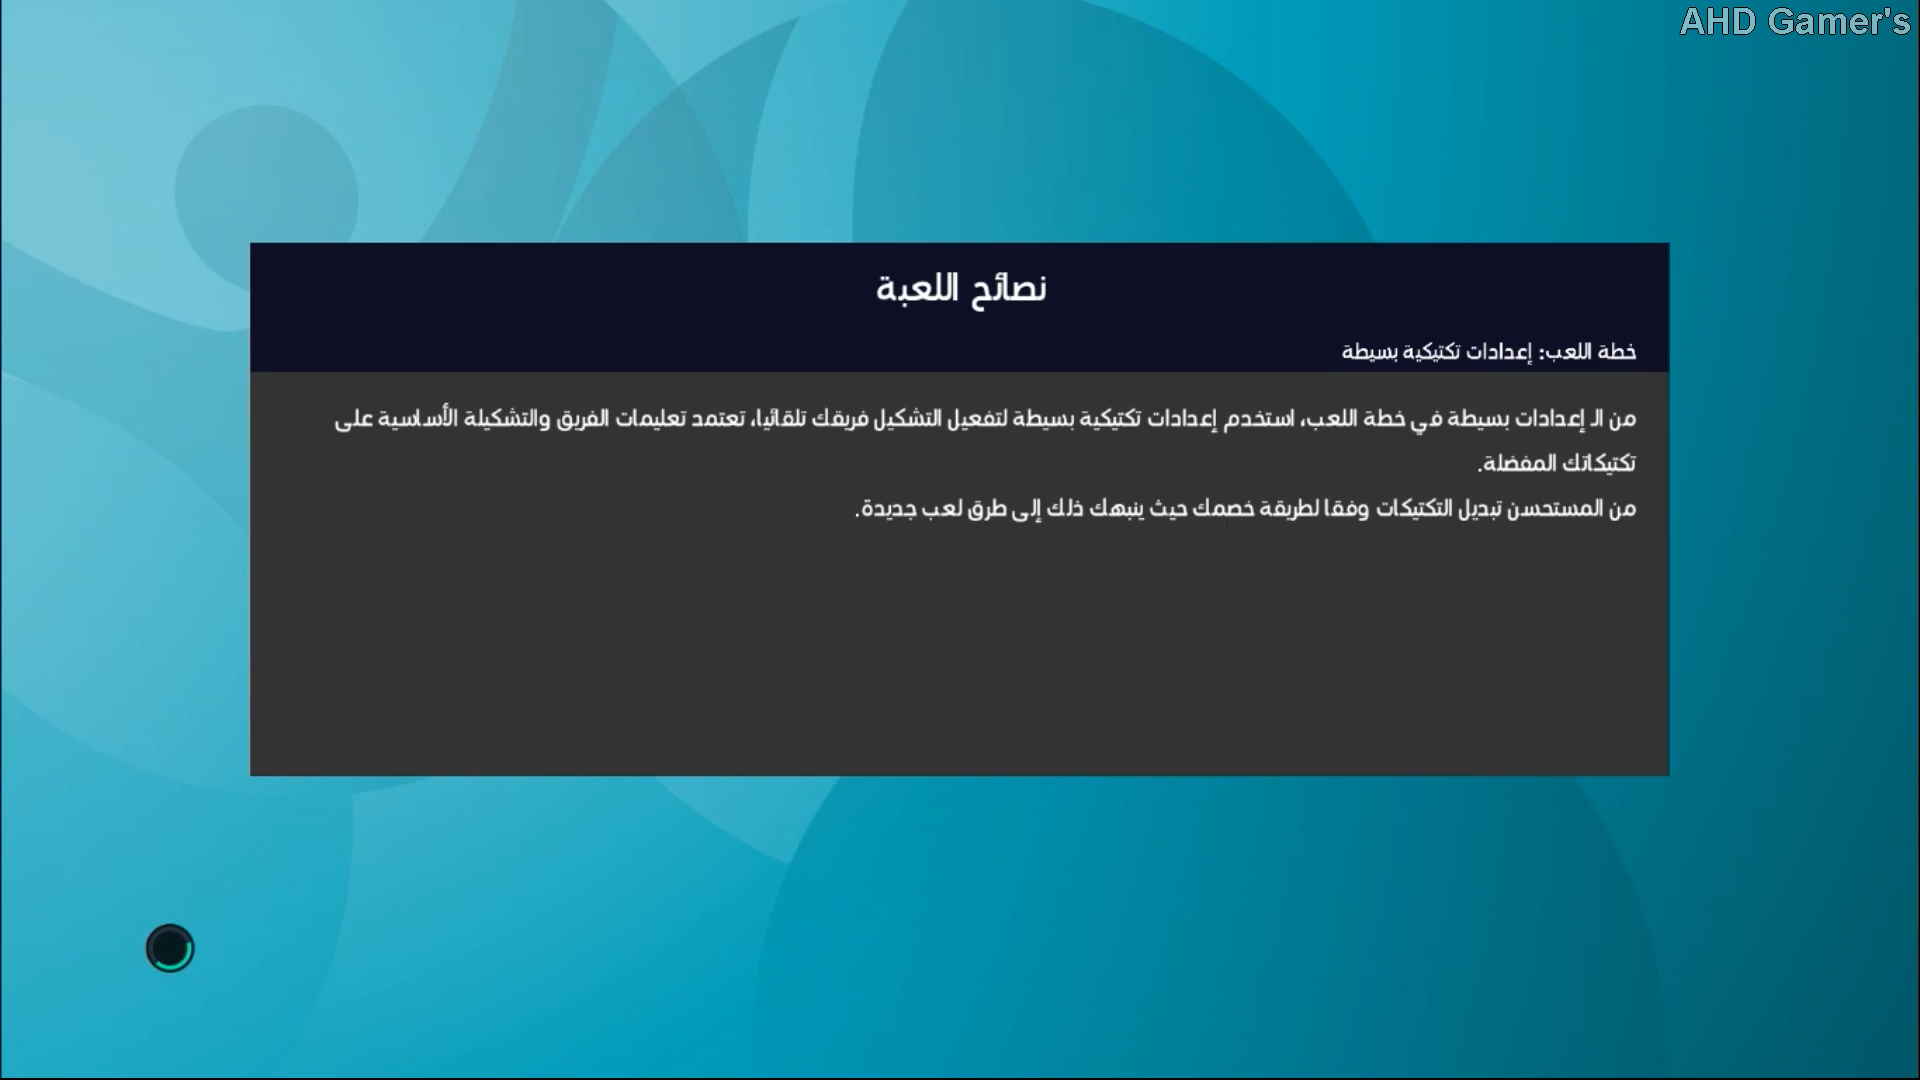 AHD Gamer's
نصائح اللعبة
خطة اللعب: إعدادات تكتيكية بسيطة
من الـ إعدادات بسيطة في خطة اللعب، استخدم إعدادات تكتيكية بسيطة لتفعيل التشكيل فريقك تلقائيا، تعتمد تعليمات الفريق والتشكيلة الأساسية على
تكتيكاتك المفضلة.
من المستحسن تبديل التكتيكات وفقا لطريقة خصمك حيث ينبهك ذلك إلى طرق لعب جديدة.